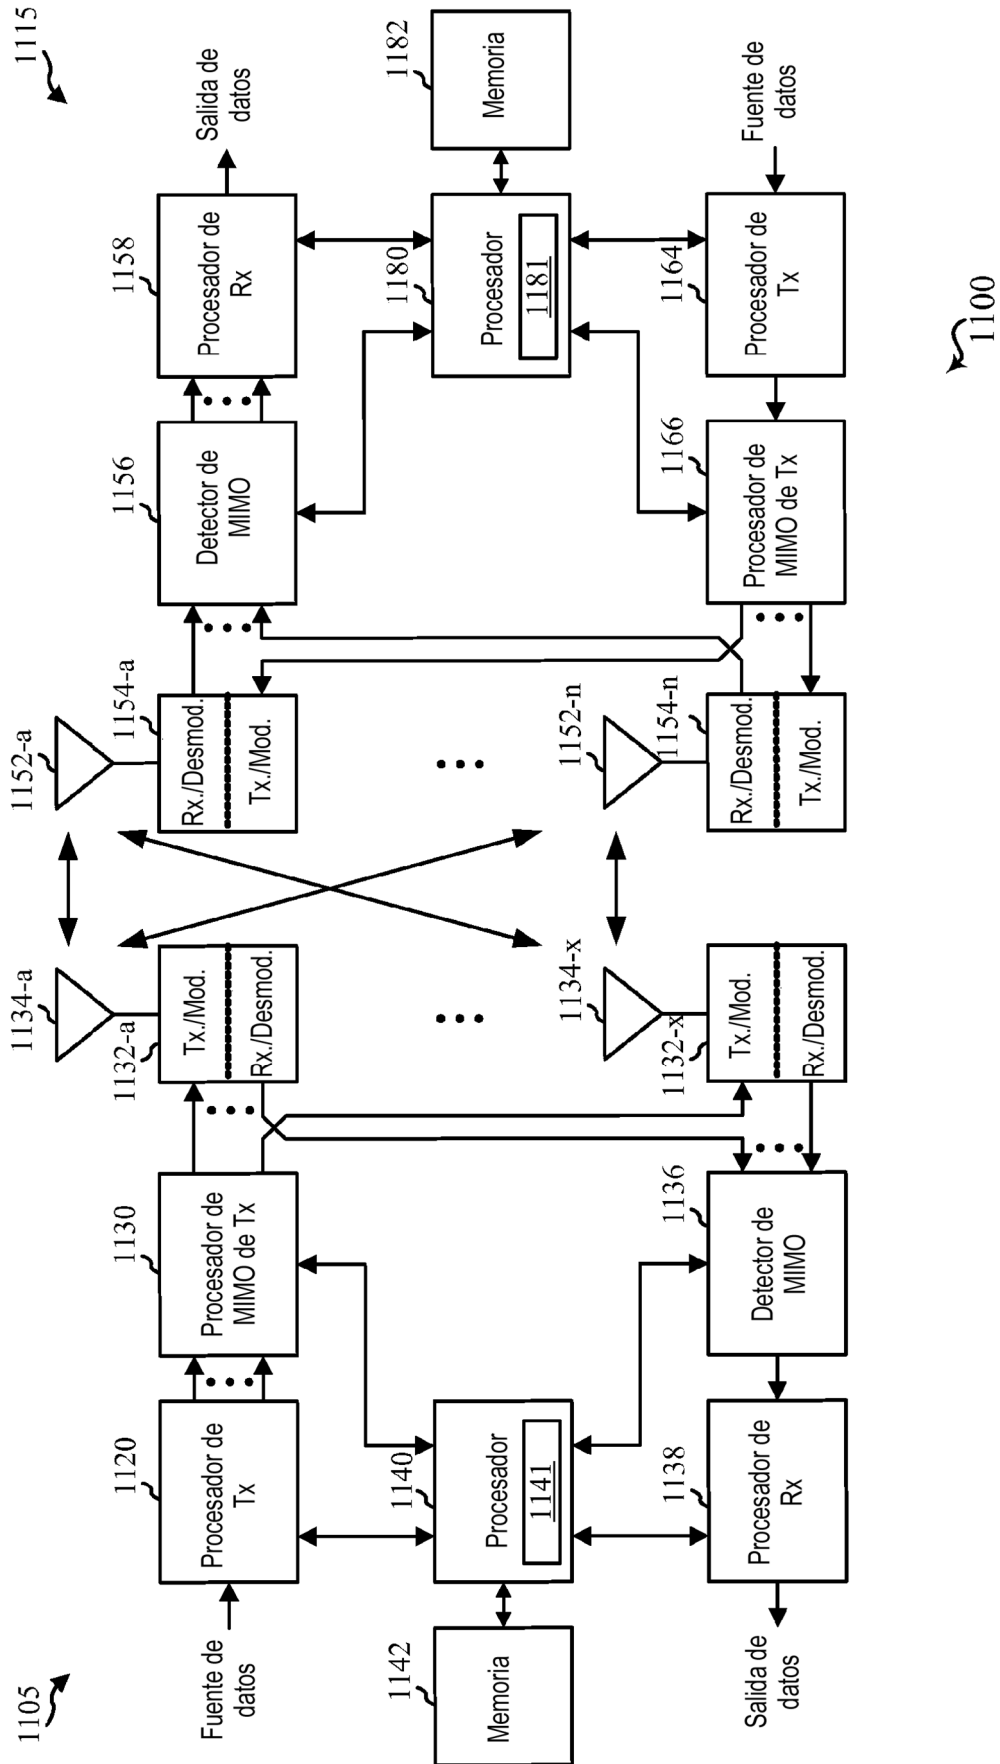 1105
1115
1134-a
1152-a
1120
1130
1132-a
1154-a
1156
1158
Fuente de
datos
Procesador de
Tx
Procesador de
MIMO de Tx
Tx./Mod.
Rx./Desmod.
Rx./Desmod.
Tx./Mod.
Detector de
MIMO
Procesador de
Rx
Salida de
datos
1142
1140
1180
1182
Memoria
Procesador
1141
Procesador
1181
Memoria
1134-x
1152-n
1138
1136
1132-x
1154-n
1166
1164
Salida de
datos
Procesador de
Rx
Detector de
MIMO
Tx./Mod.
Rx./Desmod.
Rx./Desmod.
Tx./Mod.
Procesador de
MIMO de Tx
Procesador de
Tx
Fuente de
datos
1100